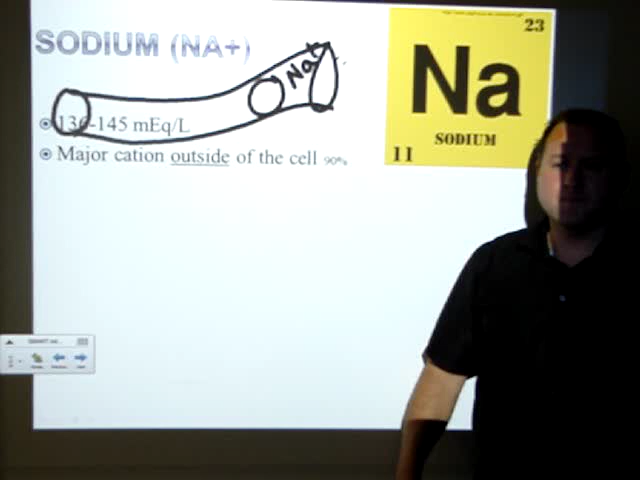 SODIUM (NA+)
Na+
136-145 mEq/L
Major cation outside of the cell 90%
23
Na
SODIUM
11